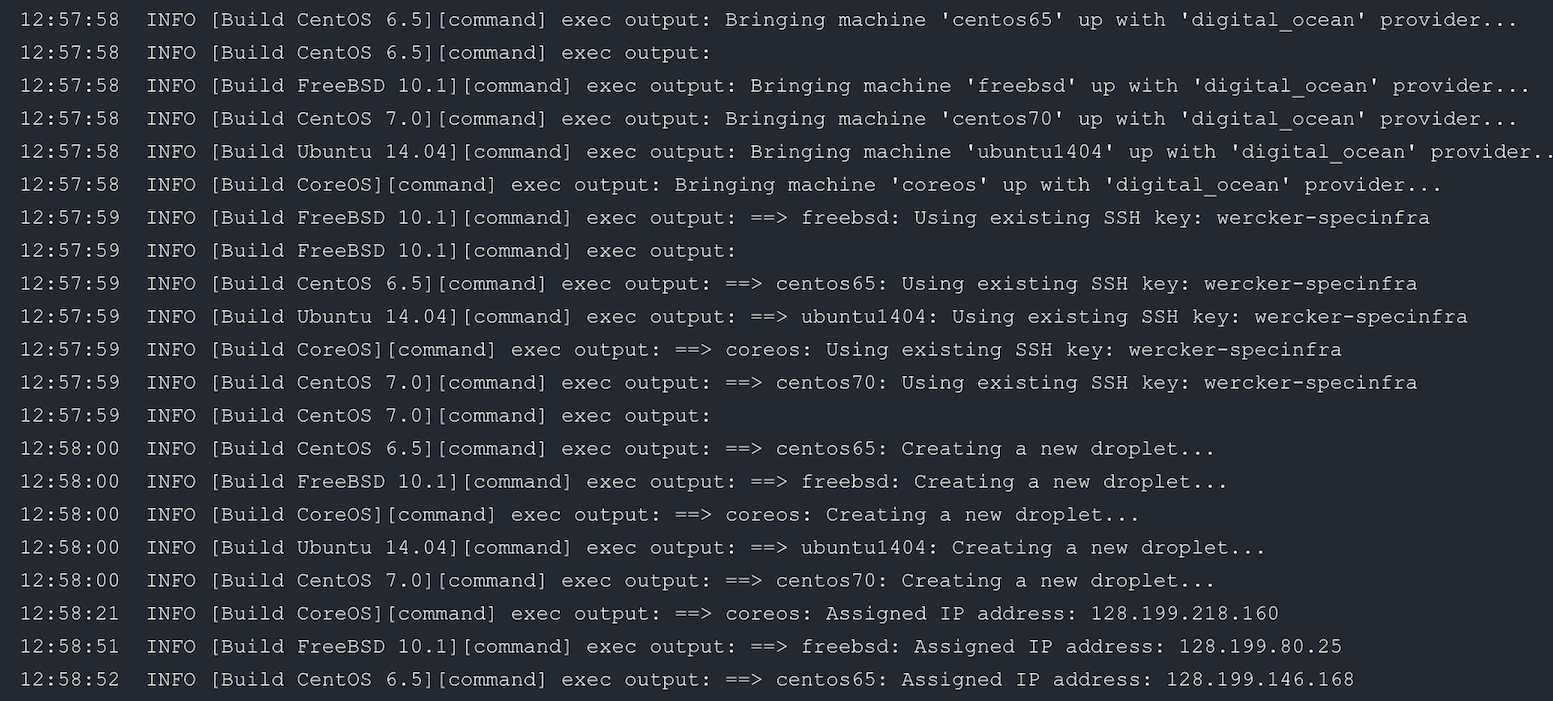 12:57:58  INFO [Build CentOS 6.5][command] exec output: Bringing machine 'centos65' up with 'digital_ocean' provider...
12:57:58  INFO [Build CentOS 6.5][command] exec output:
12:57:58  INFO [Build FreeBSD 10.1][command] exec output: Bringing machine 'freebsd' up with 'digital_ocean' provider...
12:57:58  INFO [Build CentOS 7.0][command] exec output: Bringing machine 'centos70' up with 'digital_ocean' provider...
12:57:58  INFO [Build Ubuntu 14.04][command] exec output: Bringing machine 'ubuntu1404' up with 'digital_ocean' provider..
12:57:58  INFO [Build CoreOS][command] exec output: Bringing machine 'coreos' up with 'digital_ocean' provider...
12:57:59  INFO [Build FreeBSD 10.1][command] exec output: ==> freebsd: Using existing SSH key: wercker-specinfra
12:57:59  INFO [Build FreeBSD 10.1][command] exec output:
12:57:59  INFO [Build CentOS 6.5][command] exec output: ==> centos65: Using existing SSH key: wercker-specinfra
12:57:59  INFO [Build Ubuntu 14.04][command] exec output: ==> ubuntu1404: Using existing SSH key: wercker-specinfra
12:57:59  INFO [Build CoreOS][command] exec output: ==> coreos: Using existing SSH key: wercker-specinfra
12:57:59  INFO [Build CentOS 7.0][command] exec output: ==> centos70: Using existing SSH key: wercker-specinfra
12:57:59  INFO [Build CentOS 7.0][command] exec output:
12:58:00  INFO [Build CentOS 6.5][command] exec output: ==> centos65: Creating a new droplet...
12:58:00  INFO [Build FreeBSD 10.1][command] exec output: ==> freebsd: Creating a new droplet...
12:58:00  INFO [Build CoreOS][command] exec output: ==> coreos: Creating a new droplet...
12:58:00  INFO [Build Ubuntu 14.04][command] exec output: ==> ubuntu1404: Creating a new droplet...
12:58:00  INFO [Build CentOS 7.0][command] exec output: ==> centos70: Creating a new droplet...
12:58:21  INFO [Build CoreOS][command] exec output: ==> coreos: Assigned IP address: 128.199.218.160
12:58:51  INFO [Build FreeBSD 10.1][command] exec output: ==> freebsd: Assigned IP address: 128.199.80.25
12:58:52  INFO [Build CentOS 6.5][command] exec output: ==> centos65: Assigned IP address: 128.199.146.168